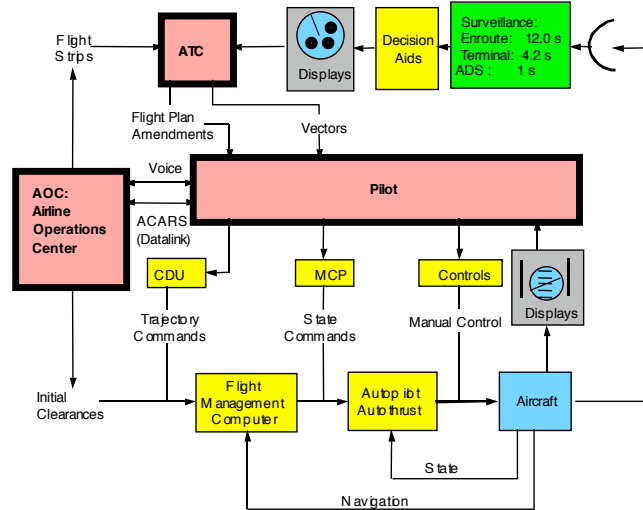 Flight
Strips
ATC
Displays
Decision
Aids
Surveillance:
Enroute: 12.0 s
Terminal: 4.2 s
ADS : 1 s
Flight Plan
Amendments
Vectors
AOC:
Airline
Operations
Center
Voice
ACARS
(Datalink)
Pilot
CDU
MCP
Controls
Displays
Trajectory
Commands
State
Commands
Manual Control
Initial
Clearances
Flight
Management
Computer
Autopilot
Autothrust
Aircraft
State
Navigation